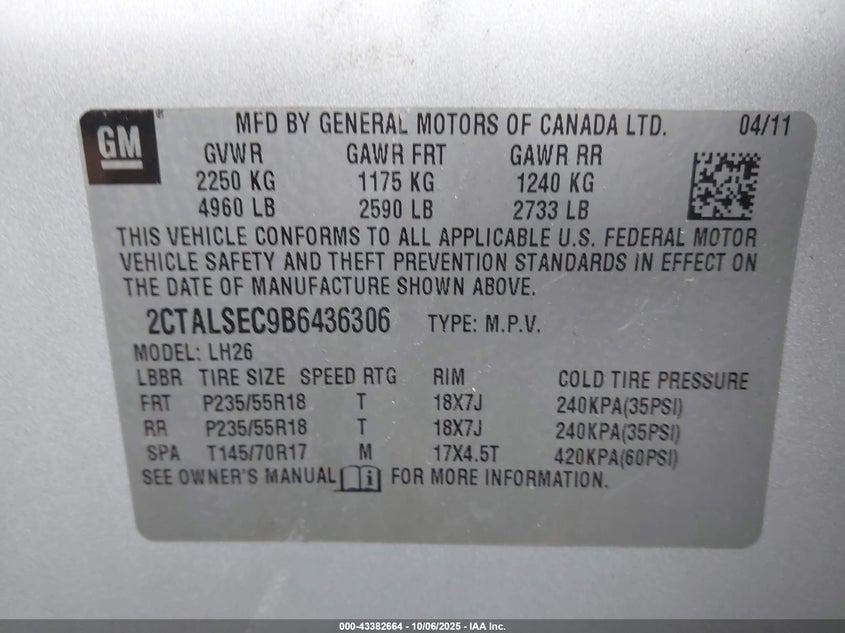 GM
MFD BY GENERAL MOTORS OF CANADA LTD. 04/11
GVWR GAWR FRT GAWR RR
2250 KG 1175 KG 1240 KG
4960 LB 2590 LB 2733 LB
THIS VEHICLE CONFORMS TO ALL APPLICABLE U.S. FEDERAL MOTOR
VEHICLE SAFETY AND THEFT PREVENTION STANDARDS IN EFFECT ON
THE DATE OF MANUFACTURE SHOWN ABOVE.
2CTALSEC9B6436306 TYPE: M.P.V.
MODEL: LH26
LBBR TIRE SIZE SPEED RTG RIM COLD TIRE PRESSURE
FRT P235/55R18 T 18X7J 240KPA(35PSI)
RR P235/55R18 T 18X7J 240KPA(35PSI)
SPA T145/70R17 M 17X4.5T 420KPA(60PSI)
SEE OWNER'S MANUAL i FOR MORE INFORMATION.
000-43382664 - 10/06/2025 - IAA Inc.